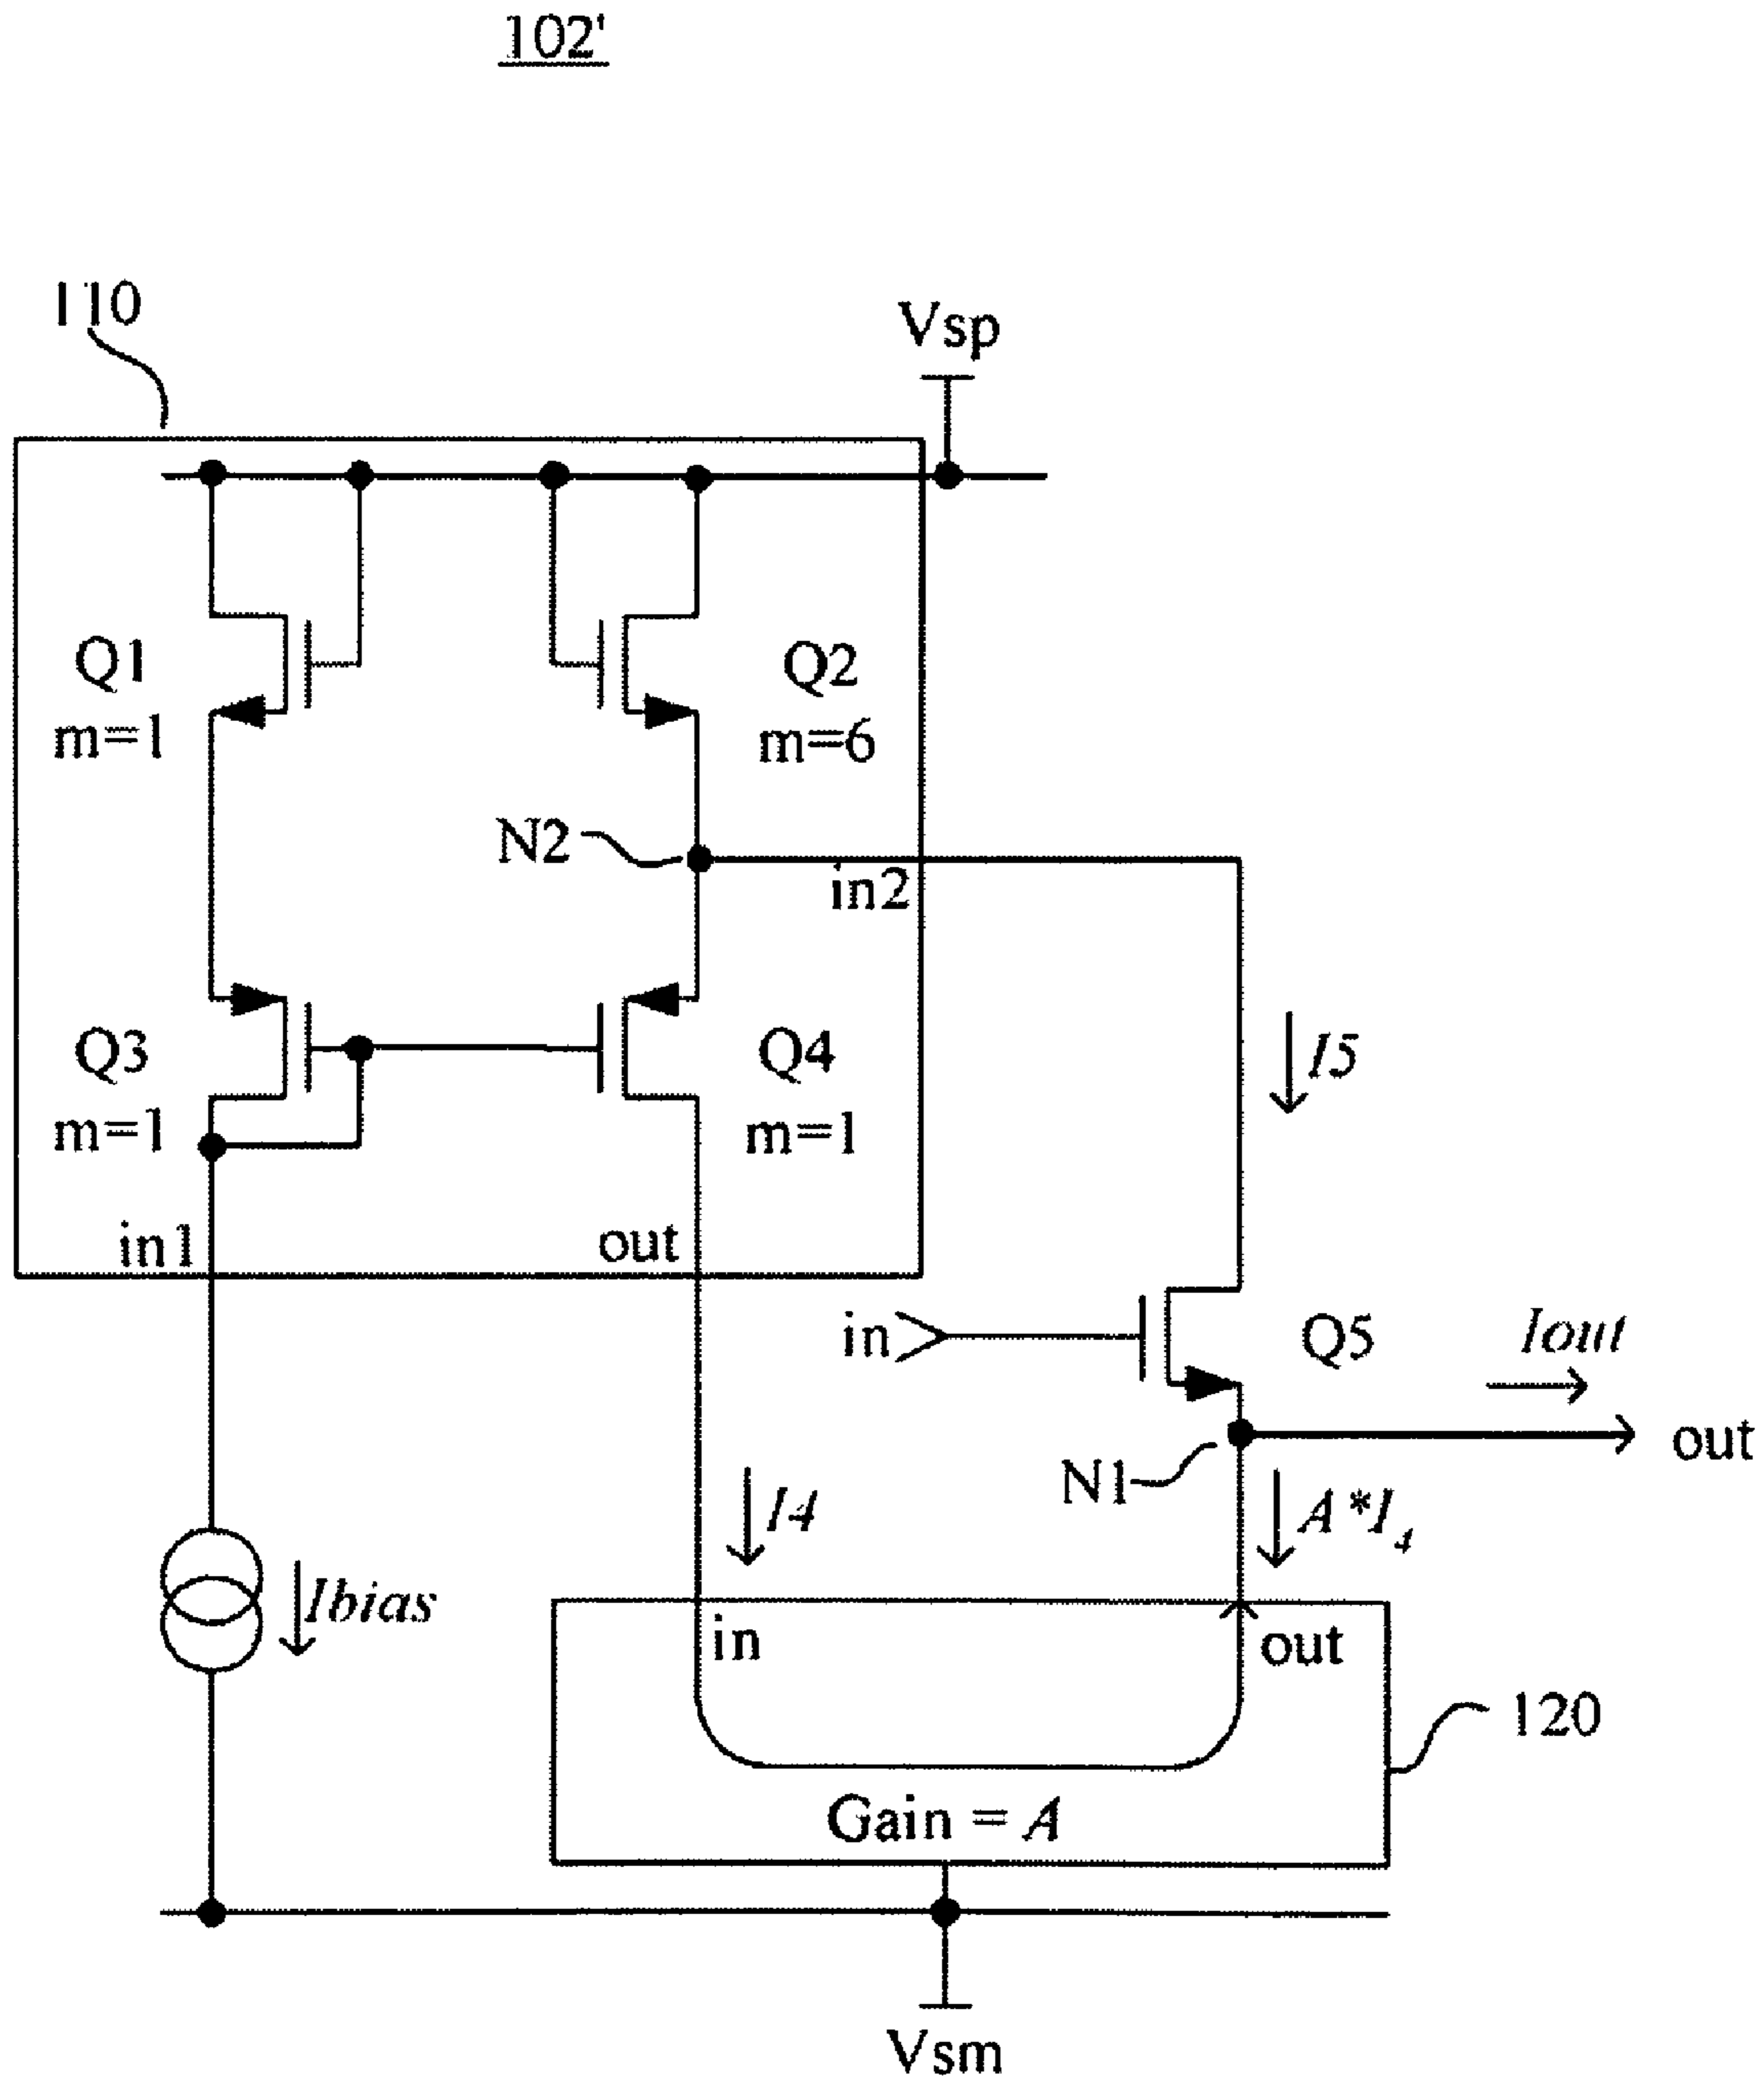 102'
110
Vsp
Q1
m=1
Q2
m=6
N2
in2
Q3
m=1
Q4
m=1
I5
in1
out
in
Q5
Iout
out
N1
I4
A*I4
Ibias
in
out
120
Gain = A
Vsm